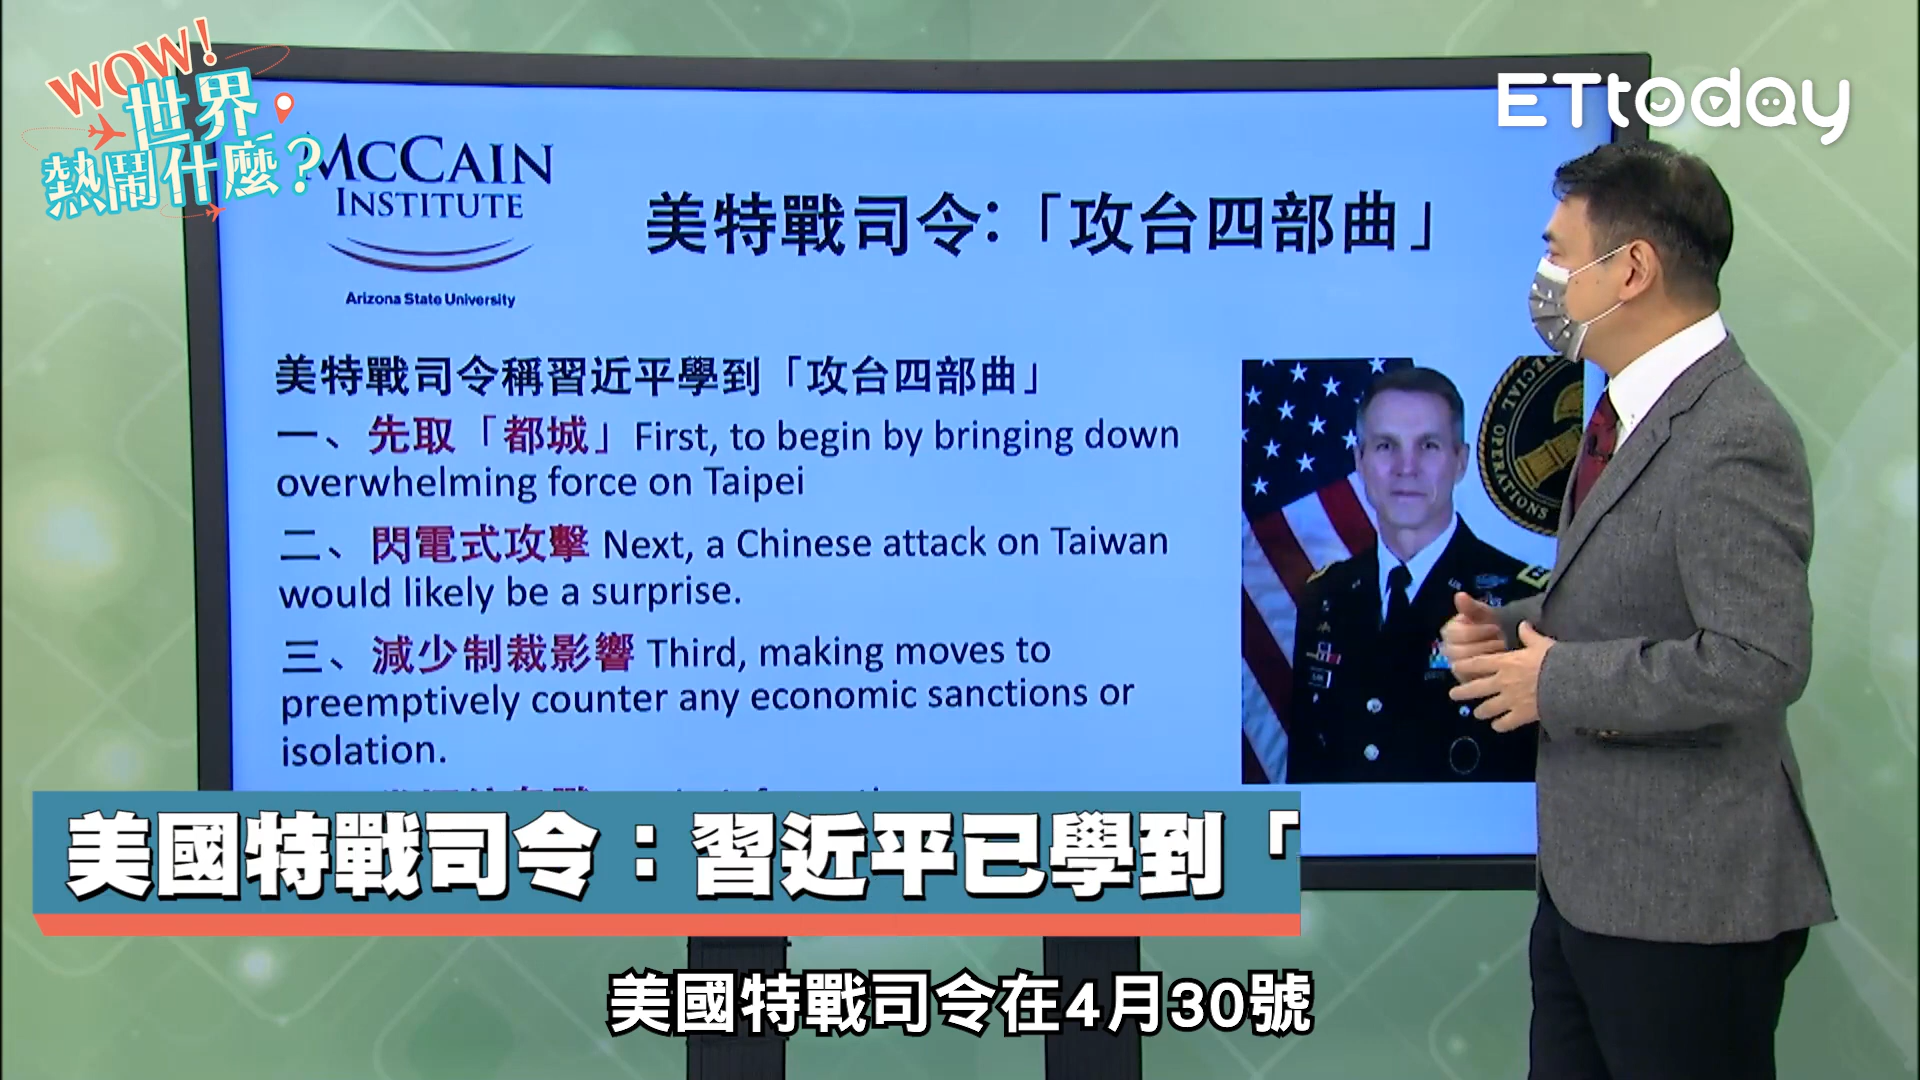 WOW!
世界
熱鬧什麼?
ETtoday
MCCAIN
INSTITUTE
Arizona State University
美特戰司令:「攻台四部曲」
美特戰司令稱習近平學到「攻台四部曲」
一、先取「都城」First, to begin by bringing down
overwhelming force on Taipei
二、閃電式攻擊 Next, a Chinese attack on Taiwan
would likely be a surprise.
三、減少制裁影響 Third, making moves to
preemptively counter any economic sanctions or
isolation.
SPECIAL OPERATIONS
美國特戰司令：習近平已學到「
美國特戰司令在4月30號